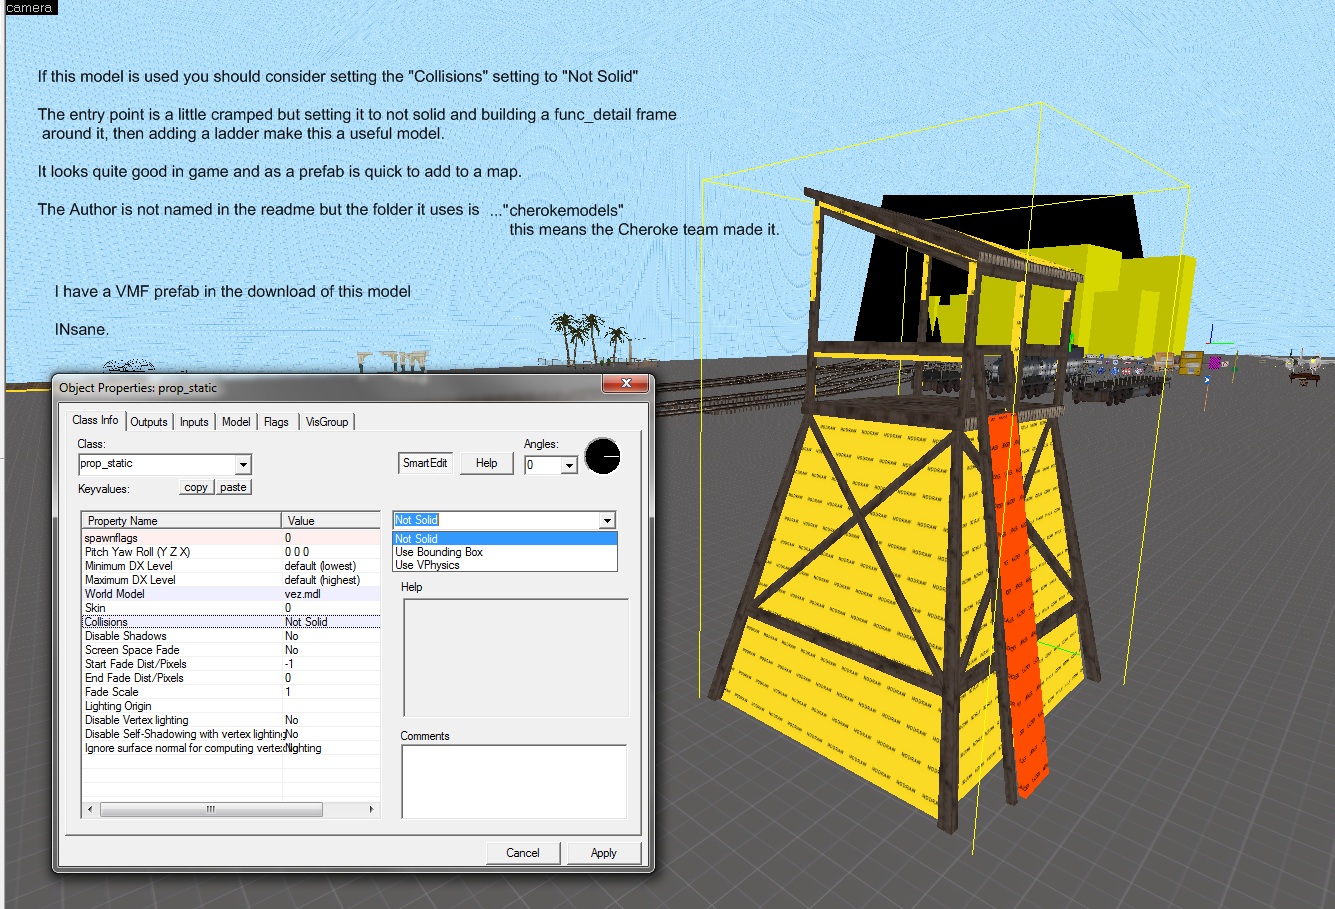 camera
If this model is used you should consider setting the "Collisions" setting to "Not Solid"
The entry point is a little cramped but setting it to not solid and building a func_detail frame
around it, then adding a ladder make this a useful model.
It looks quite good in game and as a prefab is quick to add to a map.
The Author is not named in the readme but the folder it uses is ..."cherokemodels"
this means the Cheroke team made it.
I have a VMF prefab in the download of this model
INsane.
Object Properties: prop_static
Class Info Outputs Inputs Model Flags VisGroup
Class:
prop_static
SmartEdit Help
Angles:
0
Keyvalues: copy paste
Property Name Value
spawnflags 0
Pitch Yaw Roll (Y Z X) 0 0 0
Minimum DX Level default (lowest)
Maximum DX Level default (highest)
World Model vez.mdl
Skin 0
Collisions Not Solid
Disable Shadows No
Screen Space Fade No
Start Fade Dist/Pixels -1
End Fade Dist/Pixels 0
Fade Scale 1
Lighting Origin
Disable Vertex lighting No
Disable Self-Shadowing with vertex lighting No
Ignore surface normal for computing vertex lighting
Not Solid
Not Solid
Use Bounding Box
Use VPhysics
Help
Comments
Cancel Apply
NODRAW NODRAW NODRAW NODRAW